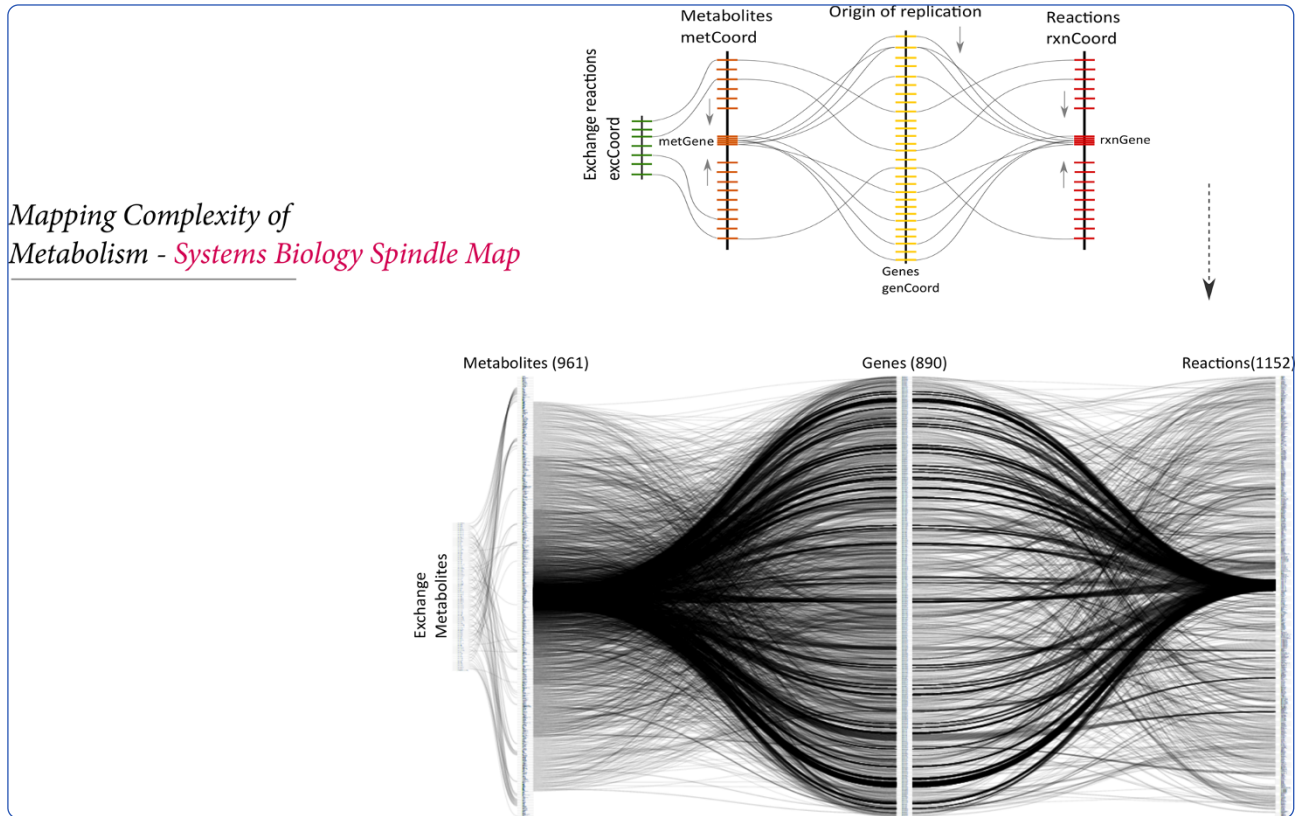 Mapping Complexity of
Metabolism - Systems Biology Spindle Map
Exchange reactions
excCoord
Metabolites
metCoord
metGene
Origin of replication
Genes
genCoord
Reactions
rxnCoord
rxnGene
Metabolites (961)
Genes (890)
Reactions(1152)
Exchange
Metabolites